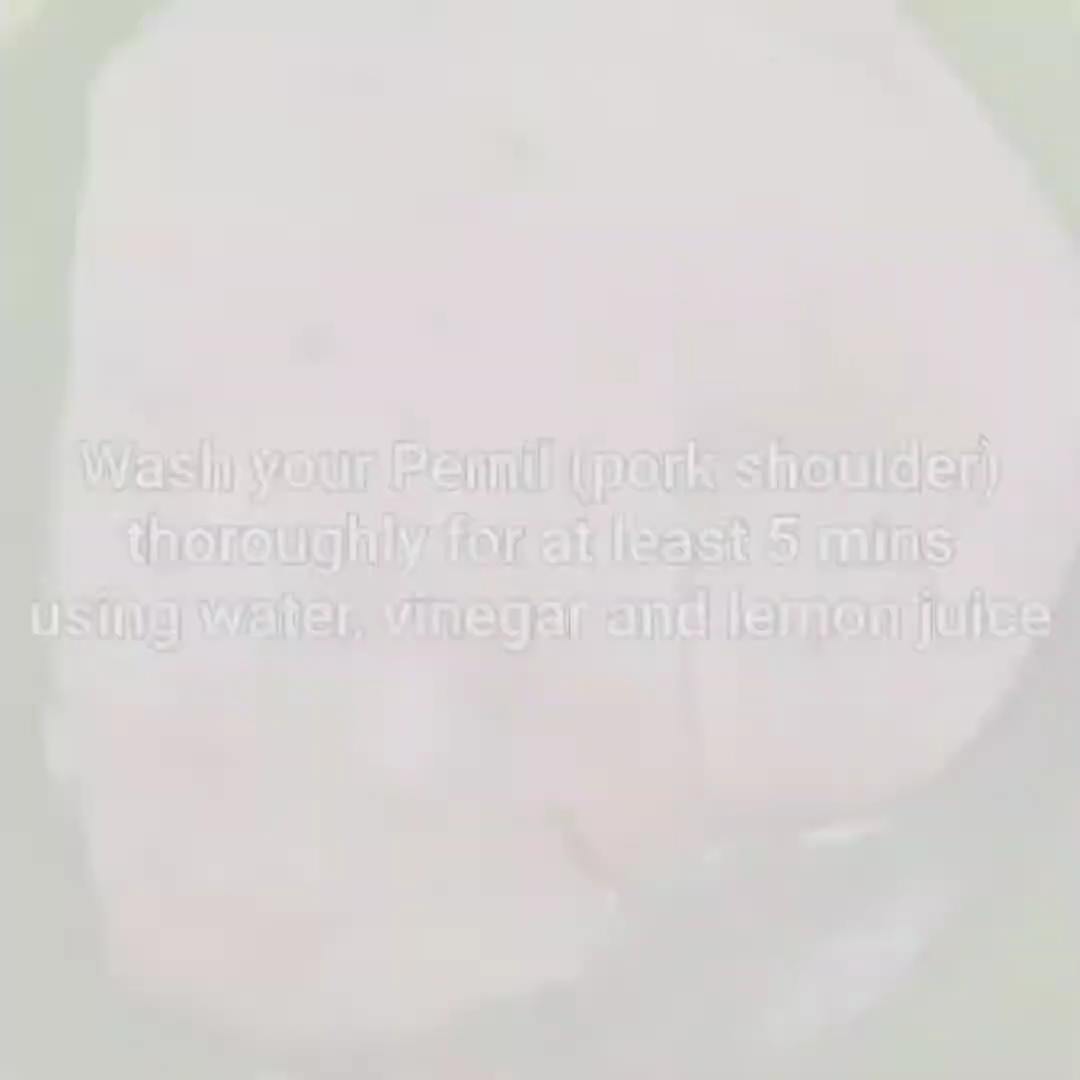 Wash your Pernil (pork shoulder)
thoroughly for at least 5 mins
using water, vinegar and lemon juice